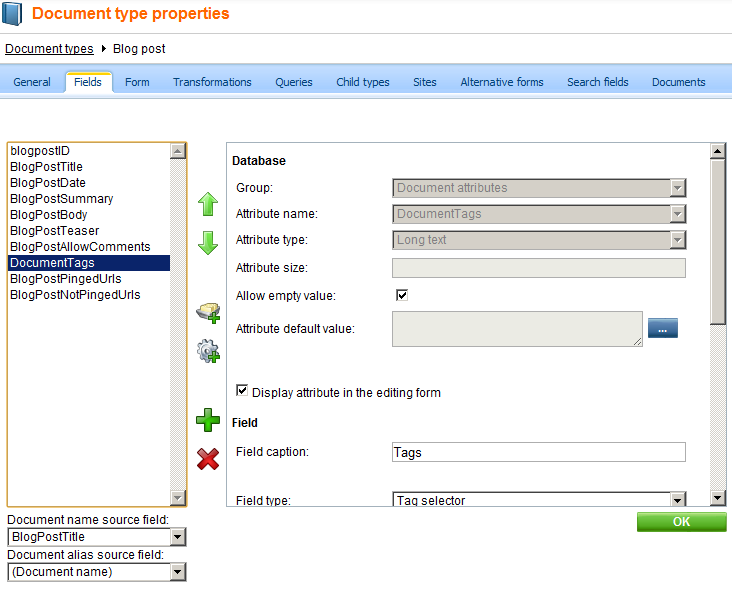 Document type properties
Document types Blog post
General Fields Form Transformations Queries Child types Sites Alternative forms Search fields Documents
blogpostID
BlogPostTitle
BlogPostDate
BlogPostSummary
BlogPostBody
BlogPostTeaser
BlogPostAllowComments
DocumentTags
BlogPostPingedUrls
BlogPostNotPingedUrls
Database
Group: Document attributes
Attribute name: DocumentTags
Attribute type: Long text
Attribute size:
Allow empty value:
Attribute default value: ...
Display attribute in the editing form
Field
Field caption: Tags
Field type: Tag selector
OK
Document name source field:
BlogPostTitle
Document alias source field:
(Document name)